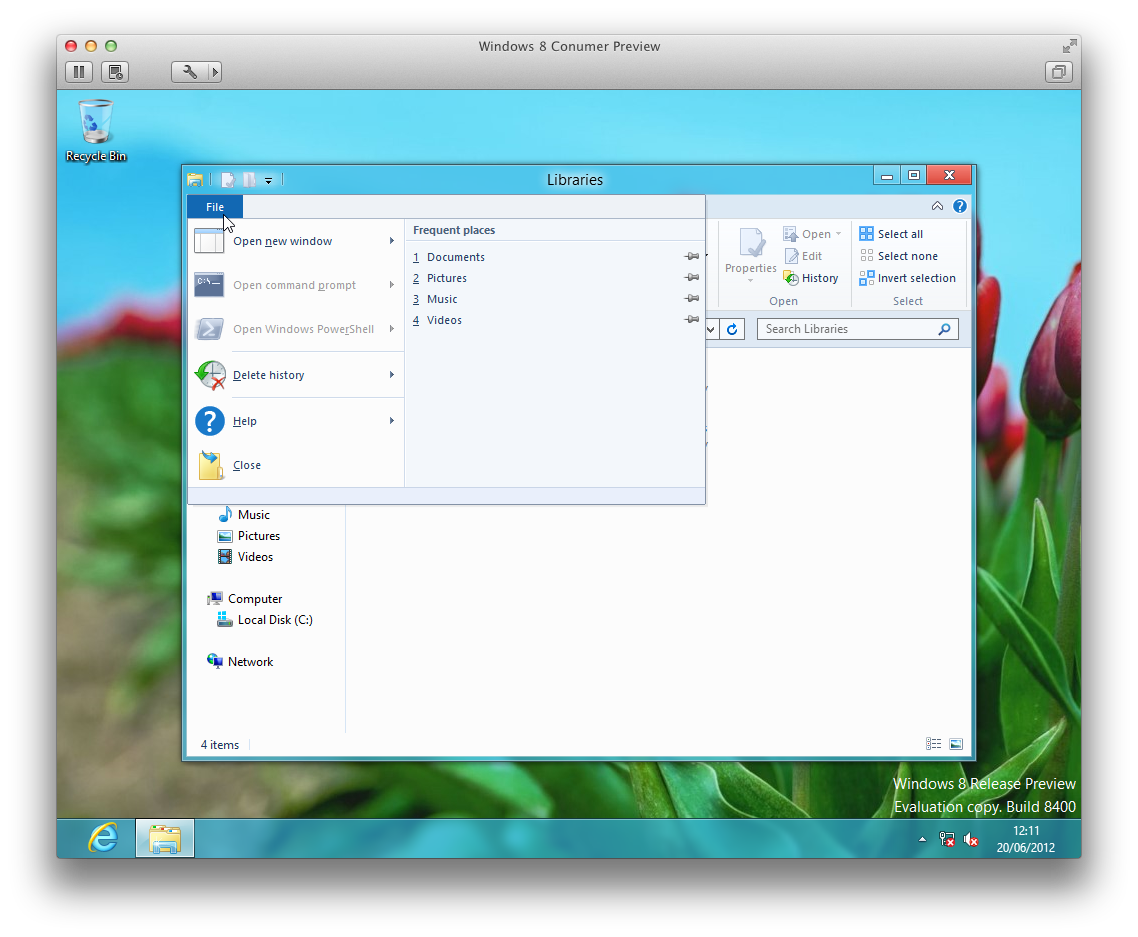 Windows 8 Conumer Preview
Recycle Bin
Libraries
File
Open new window
Open command prompt
Open Windows PowerShell
Delete history
Help
Close
Frequent places
1 Documents
2 Pictures
3 Music
4 Videos
Properties
Open
Edit
History
Open
Select all
Select none
Invert selection
Select
Search Libraries
Music
Pictures
Videos
Computer
Local Disk (C:)
Network
4 items
Windows 8 Release Preview
Evaluation copy. Build 8400
12:11
20/06/2012